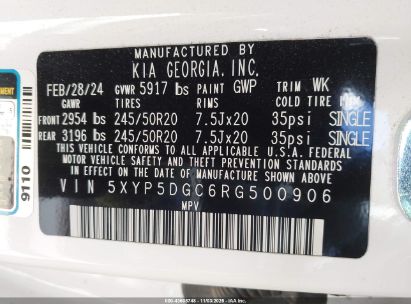 MANUFACTURED BY
KIA GEORGIA, INC.
FEB/28/24 GVWR 5917 lbs PAINT GWP TRIM WK
GAWR TIRES RIMS COLD TIRE
FRONT 2954 lbs 245/50R20 7.5Jx20 35psi SINGLE
REAR 3196 lbs 245/50R20 7.5Jx20 35psi SINGLE
THIS VEHICLE CONFORMS TO ALL APPLICABLE U.S.A. FEDERAL
MOTOR VEHICLE SAFETY, BUMPER, AND THEFT PREVENTION STANDARDS
IN EFFECT ON THE DATE OF MANUFACTURE
SHOWN ABOVE.
VIN 5XYP5DGC6RG500906
MPV
9110